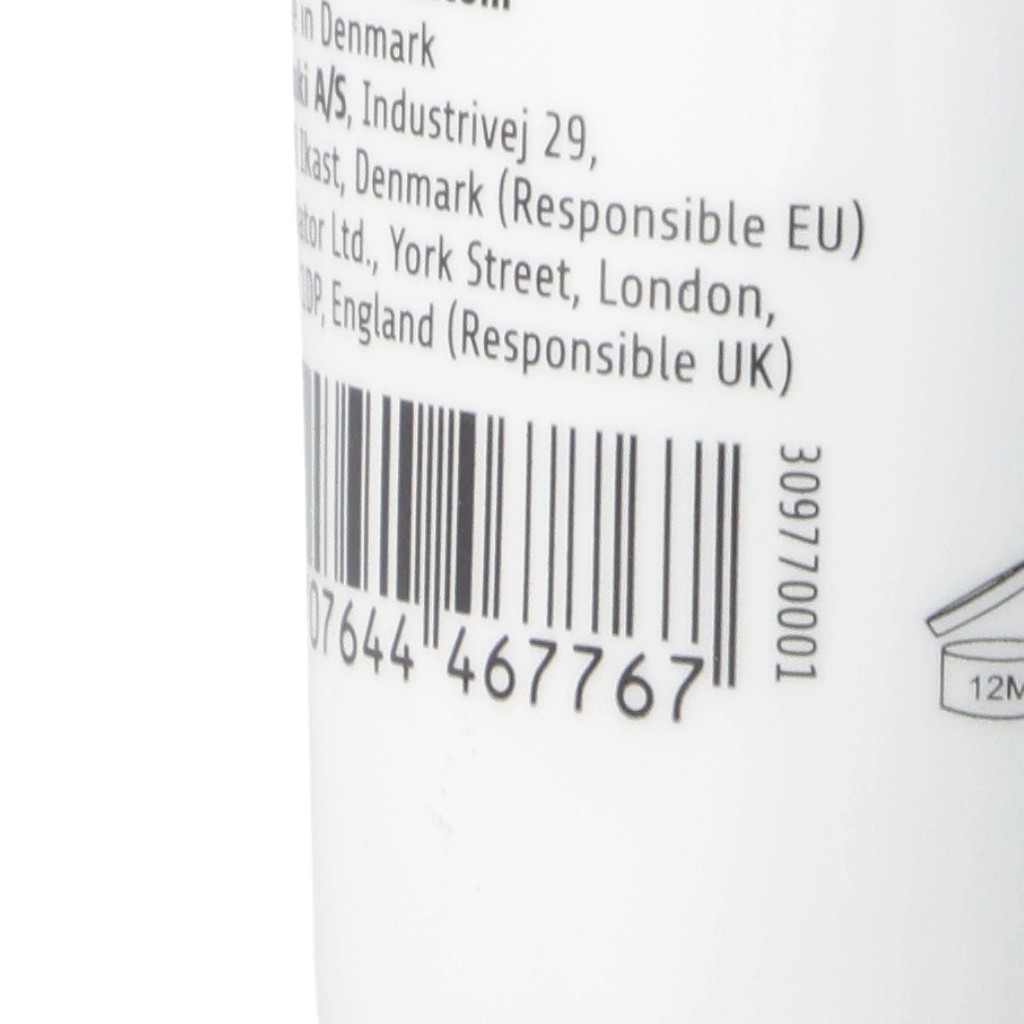 in Denmark
A/S, Industrivej 29,
Ikast, Denmark (Responsible EU)
Ltd., York Street, London,
1DP, England (Responsible UK)
07644 467767
309770001
12M